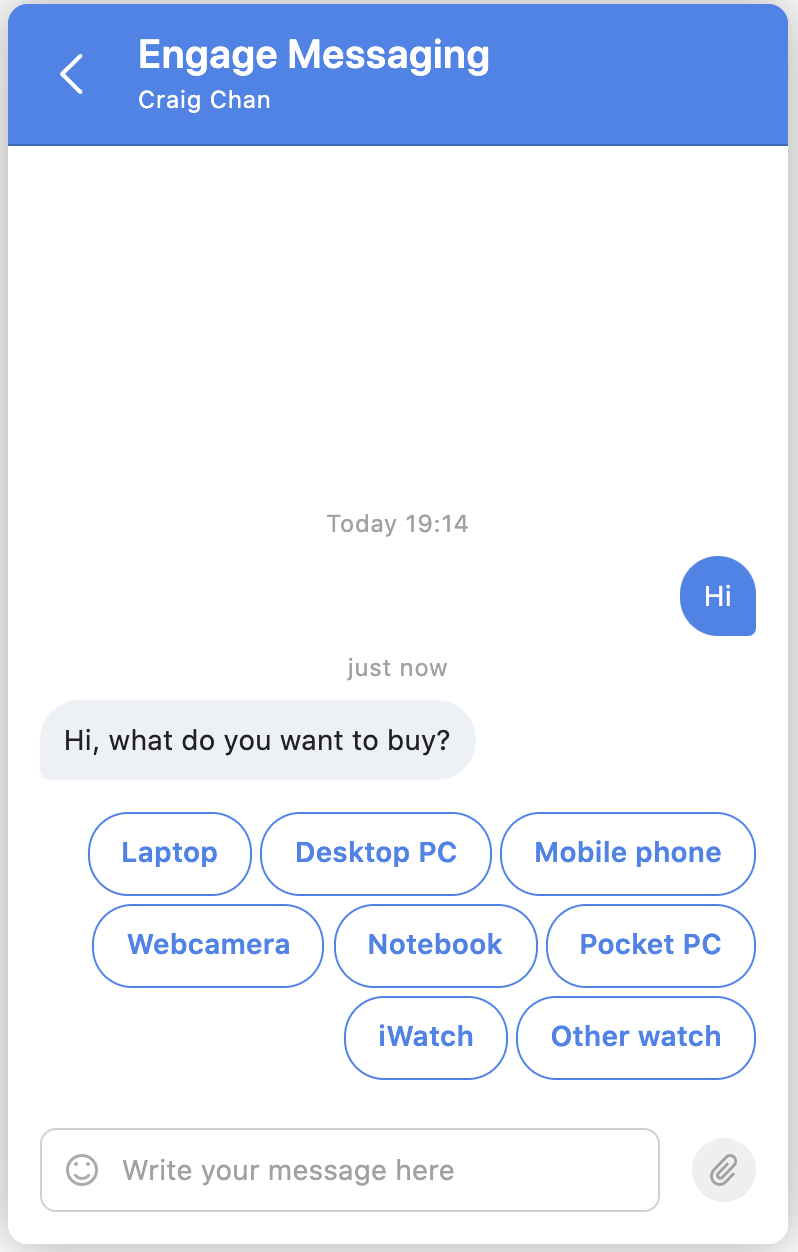 Engage Messaging
Craig Chan
Today 19:14
Hi
just now
Hi, what do you want to buy?
Laptop Desktop PC Mobile phone
Webcamera Notebook Pocket PC
iWatch Other watch
Write your message here